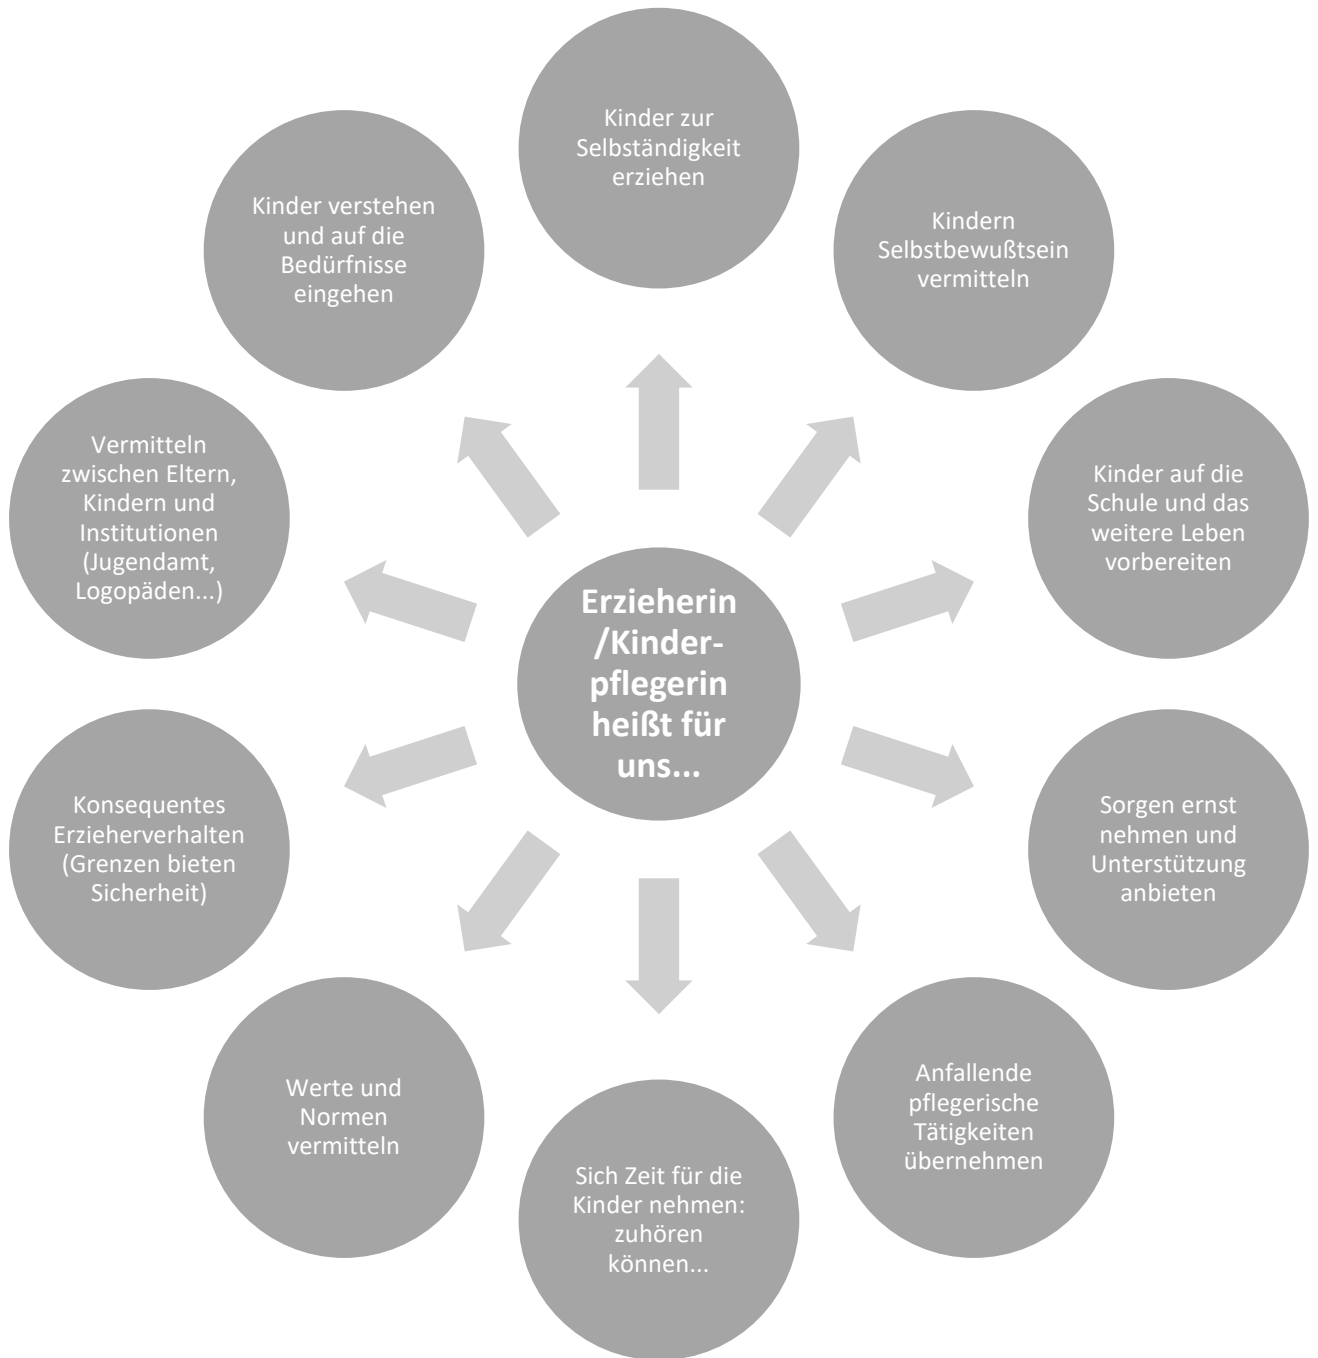 Kinder zur
Selbständigkeit
erziehen
Kindern
Selbstbewußtsein
vermitteln
Kinder auf die
Schule und das
weitere Leben
vorbereiten
Sorgen ernst
nehmen und
Unterstützung
anbieten
Anfallende
pflegerische
Tätigkeiten
übernehmen
Sich Zeit für die
Kinder nehmen:
zuhören
können...
Werte und
Normen
vermitteln
Konsequentes
Erzieherverhalten
(Grenzen bieten
Sicherheit)
Vermitteln
zwischen Eltern,
Kindern und
Institutionen
(Jugendamt,
Logopäden...)
Kinder verstehen
und auf die
Bedürfnisse
eingehen
Erzieherin
/Kinder-
pflegerin
heißt für
uns...